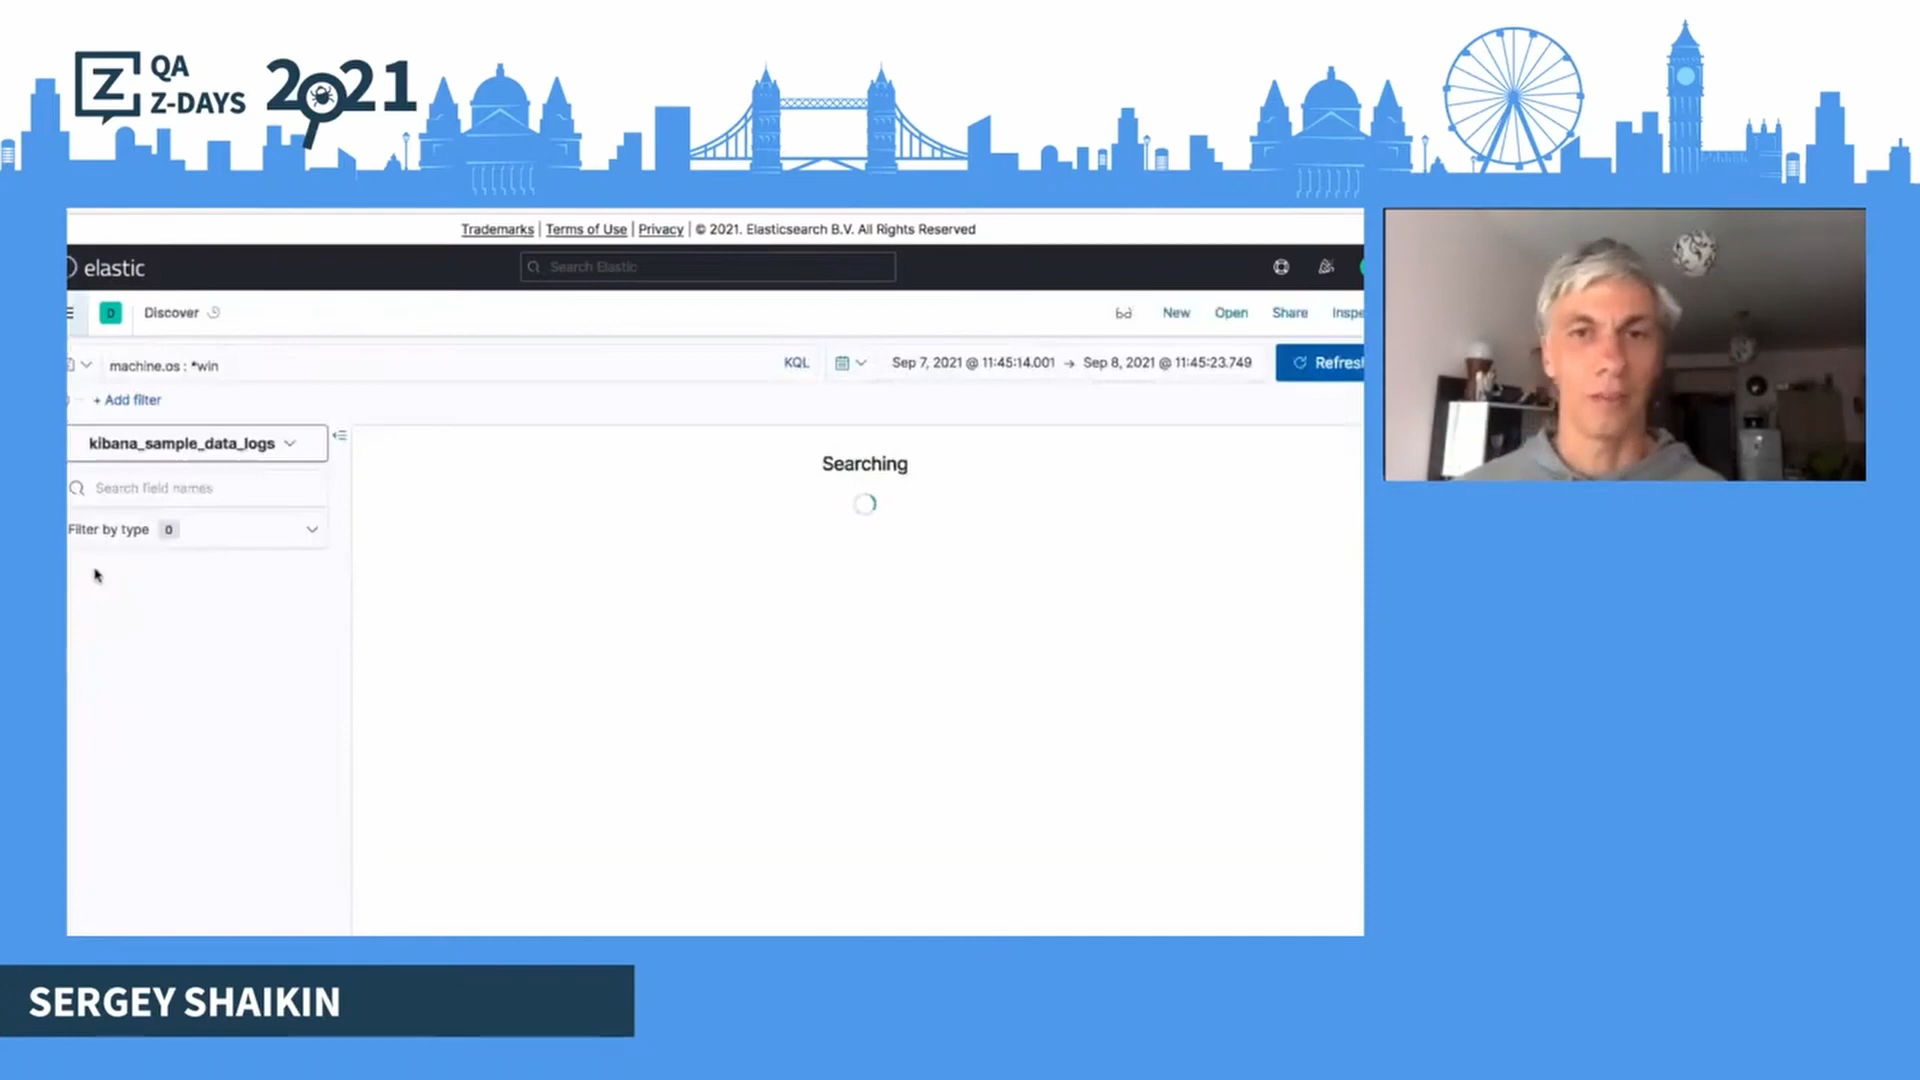 QA
Z-DAYS
2021
Trademarks | Terms of Use | Privacy | © 2021. Elasticsearch B.V. All Rights Reserved
elastic
Search Elastic
D
Discover
New
Open
Share
Inspe
machine.os : *win
KQL
Sep 7, 2021 @ 11:45:14.001 → Sep 8, 2021 @ 11:45:23.749
Refresh
+ Add filter
kibana_sample_data_logs
Searching
Search field names
Filter by type 0
SERGEY SHAIKIN